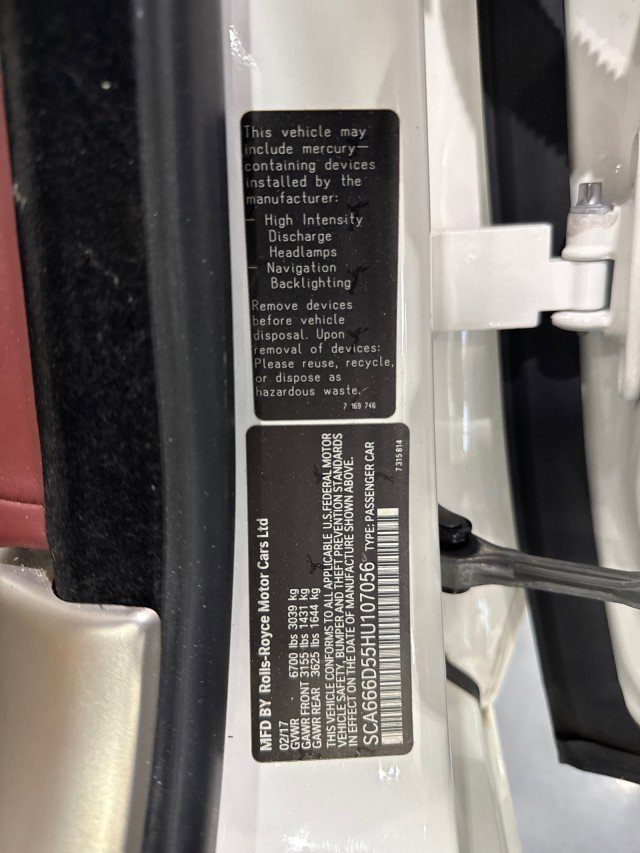 This vehicle may
include mercury-
containing devices
installed by the
manufacturer:
- High Intensity
Discharge
Headlamps
- Navigation
Backlighting
Remove devices
before vehicle
disposal. Upon
removal of devices:
Please reuse, recycle,
or dispose as
hazardous waste.
7 169 746
MFD BY Rolls-Royce Motor Cars Ltd
02/17
GVWR 6700 lbs 3039 kg
GAWR FRONT 3155 lbs 1431 kg
GAWR REAR 3625 lbs 1644 kg
THIS VEHICLE CONFORMS TO ALL APPLICABLE U.S.FEDERAL MOTOR
VEHICLE SAFETY, BUMPER AND THEFT PREVENTION STANDARDS
IN EFFECT ON THE DATE OF MANUFACTURE SHOWN ABOVE.
SCA666D55HU107056 TYPE: PASSENGER CAR
7315814